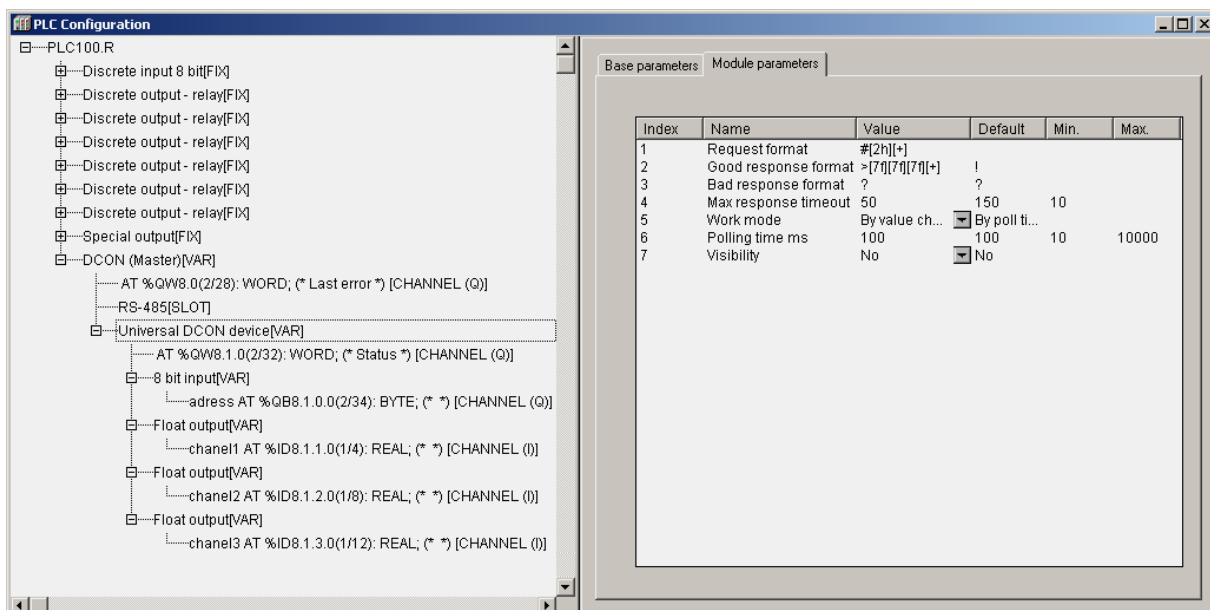 PLC Configuration
PLC100.R
Discrete input 8 bit[FIX]
Discrete output - relay[FIX]
Discrete output - relay[FIX]
Discrete output - relay[FIX]
Discrete output - relay[FIX]
Discrete output - relay[FIX]
Discrete output - relay[FIX]
Special output[FIX]
DCON (Master)[VAR]
AT %QW8.0(2/28): WORD; (* Last error *) [CHANNEL (Q)]
RS-485[SLOT]
Universal DCON device[VAR]
AT %QW8.1.0(2/32): WORD; (* Status *) [CHANNEL (Q)]
8 bit input[VAR]
adress AT %QB8.1.0.0(2/34): BYTE; (* *) [CHANNEL (Q)]
Float output[VAR]
chanel1 AT %ID8.1.1.0(1/4): REAL; (* *) [CHANNEL (I)]
Float output[VAR]
chanel2 AT %ID8.1.2.0(1/8): REAL; (* *) [CHANNEL (I)]
Float output[VAR]
chanel3 AT %ID8.1.3.0(1/12): REAL; (* *) [CHANNEL (I)]
Base parameters Module parameters
Index Name Value Default Min. Max.
1 Request format #[2h][+]
2 Good response format >[7f][7f][7f][+] !
3 Bad response format ? ?
4 Max response timeout 50 150 10
5 Work mode By value ch... By poll ti...
6 Polling time ms 100 100 10 10000
7 Visibility No No